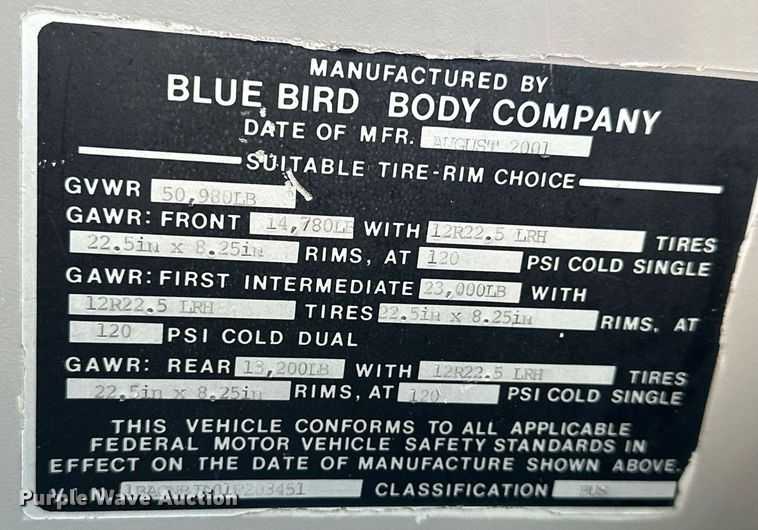 MANUFACTURED BY
BLUE BIRD BODY COMPANY
DATE OF MFR. AUGUST 2001
SUITABLE TIRE-RIM CHOICE
GVWR 50,980LB
GAWR: FRONT 14,780LB WITH 12R22.5 LRH TIRES
22.5in x 8.25in RIMS, AT 120 PSI COLD SINGLE
GAWR: FIRST INTERMEDIATE 23,000LB WITH
12R22.5 LRH TIRES 22.5in x 8.25in RIMS, AT
120 PSI COLD DUAL
GAWR: REAR 13,200LB WITH 12R22.5 LRH TIRES
22.5in x 8.25in RIMS, AT 120 PSI COLD SINGLE
THIS VEHICLE CONFORMS TO ALL APPLICABLE
FEDERAL MOTOR VEHICLE SAFETY STANDARDS IN
EFFECT ON THE DATE OF MANUFACTURE SHOWN ABOVE.
CLASSIFICATION BUS
Purple Wave Auction